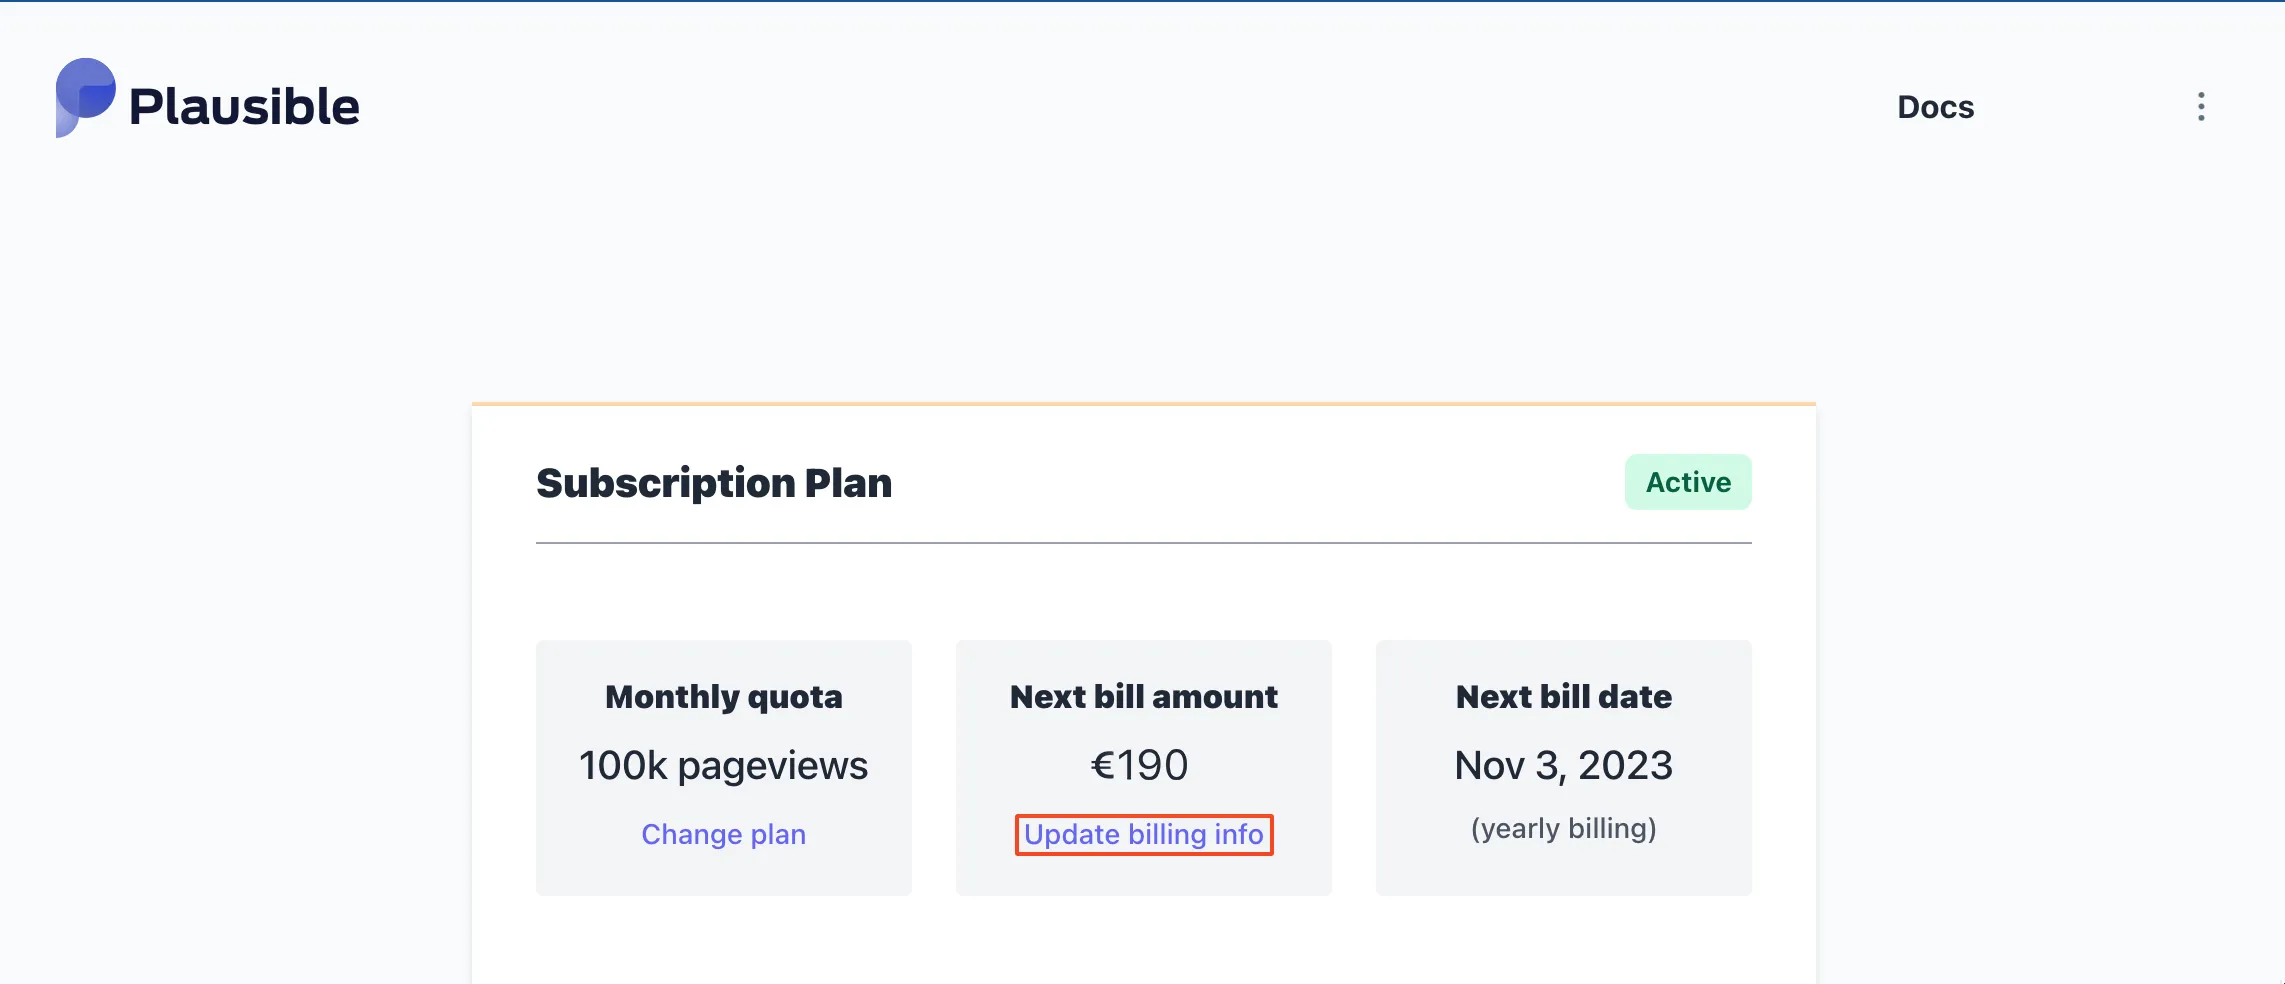 Plausible
Docs
Subscription Plan
Active
Monthly quota
100k pageviews
Change plan
Next bill amount
€190
Update billing info
Next bill date
Nov 3, 2023
(yearly billing)